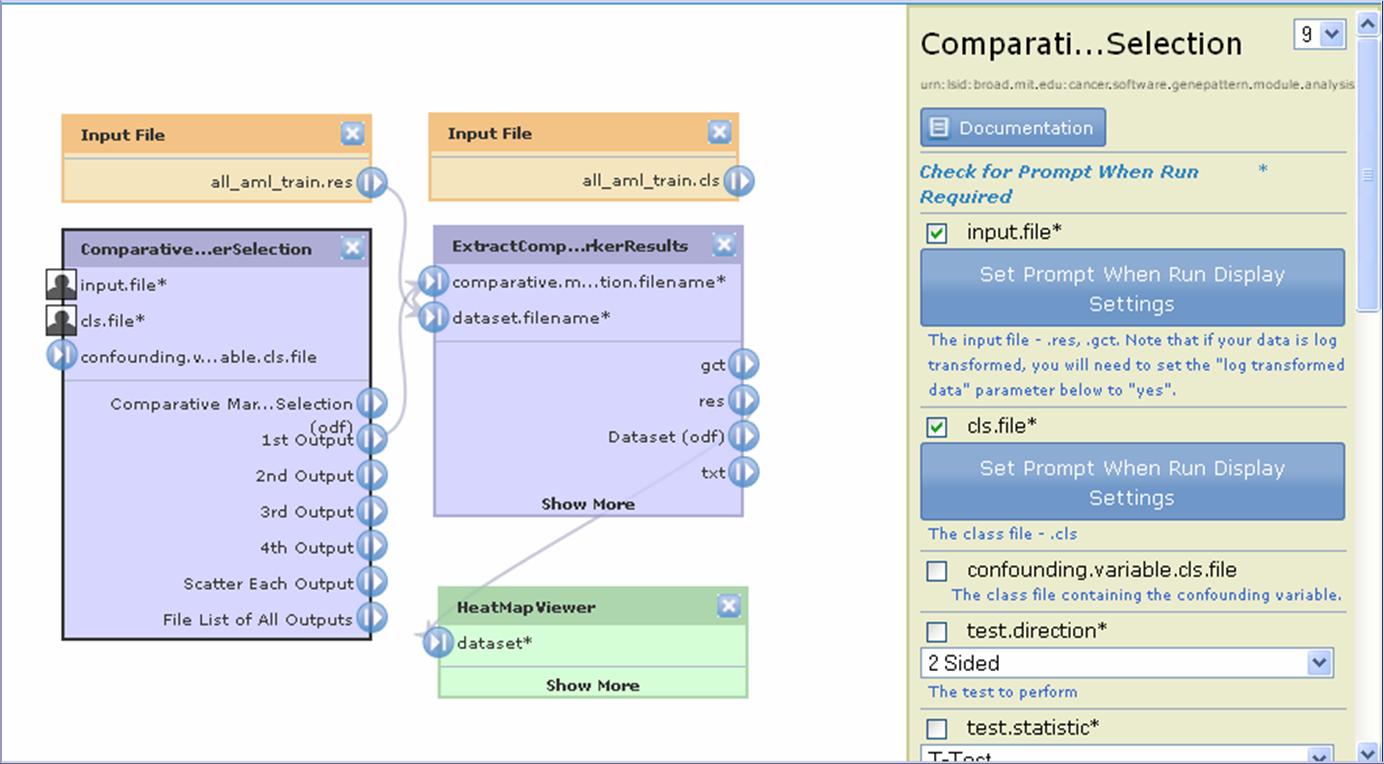 Input File
all_aml_train.res
Input File
all_aml_train.cls
Comparative...erSelection
input.file*
cls.file*
confounding.v...able.cls.file
Comparative Mar...Selection
(odf)
1st Output
2nd Output
3rd Output
4th Output
Scatter Each Output
File List of All Outputs
ExtractComp...rkerResults
comparative.m...tion.filename*
dataset.filename*
gct
res
Dataset (odf)
txt
Show More
HeatMapViewer
dataset*
Show More
Comparati...Selection
9
urn:lsid:broad.mit.edu:cancer.software.genepattern.module.analysis
Documentation
Check for Prompt When Run *
Required
input.file*
Set Prompt When Run Display
Settings
The input file - .res, .gct. Note that if your data is log
transformed, you will need to set the "log transformed
data" parameter below to "yes".
cls.file*
Set Prompt When Run Display
Settings
The class file - .cls
confounding.variable.cls.file
The class file containing the confounding variable.
test.direction*
2 Sided
The test to perform
test.statistic*
T-Test